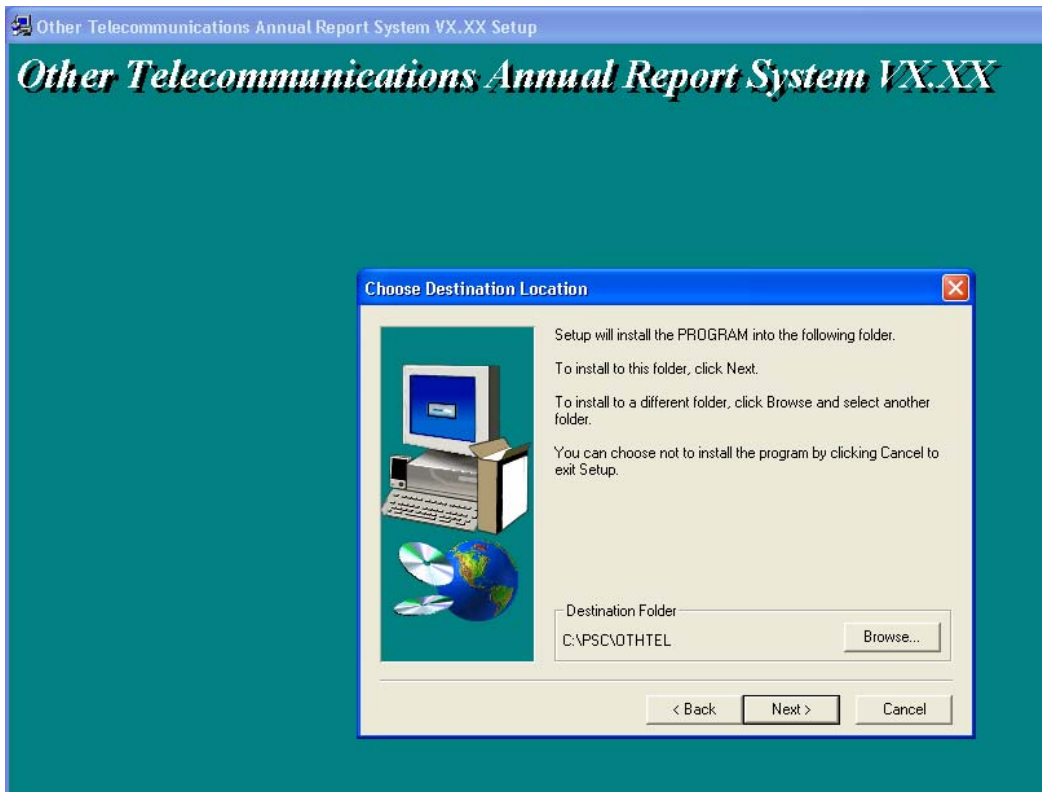 Other Telecommunications Annual Report System VX.XX Setup
Other Telecommunications Annual Report System VX.XX
Choose Destination Location
Setup will install the PROGRAM into the following folder.
To install to this folder, click Next.
To install to a different folder, click Browse and select another
folder.
You can choose not to install the program by clicking Cancel to
exit Setup.
Destination Folder
C:\PSC\OTHTEL
Browse...
< Back
Next >
Cancel